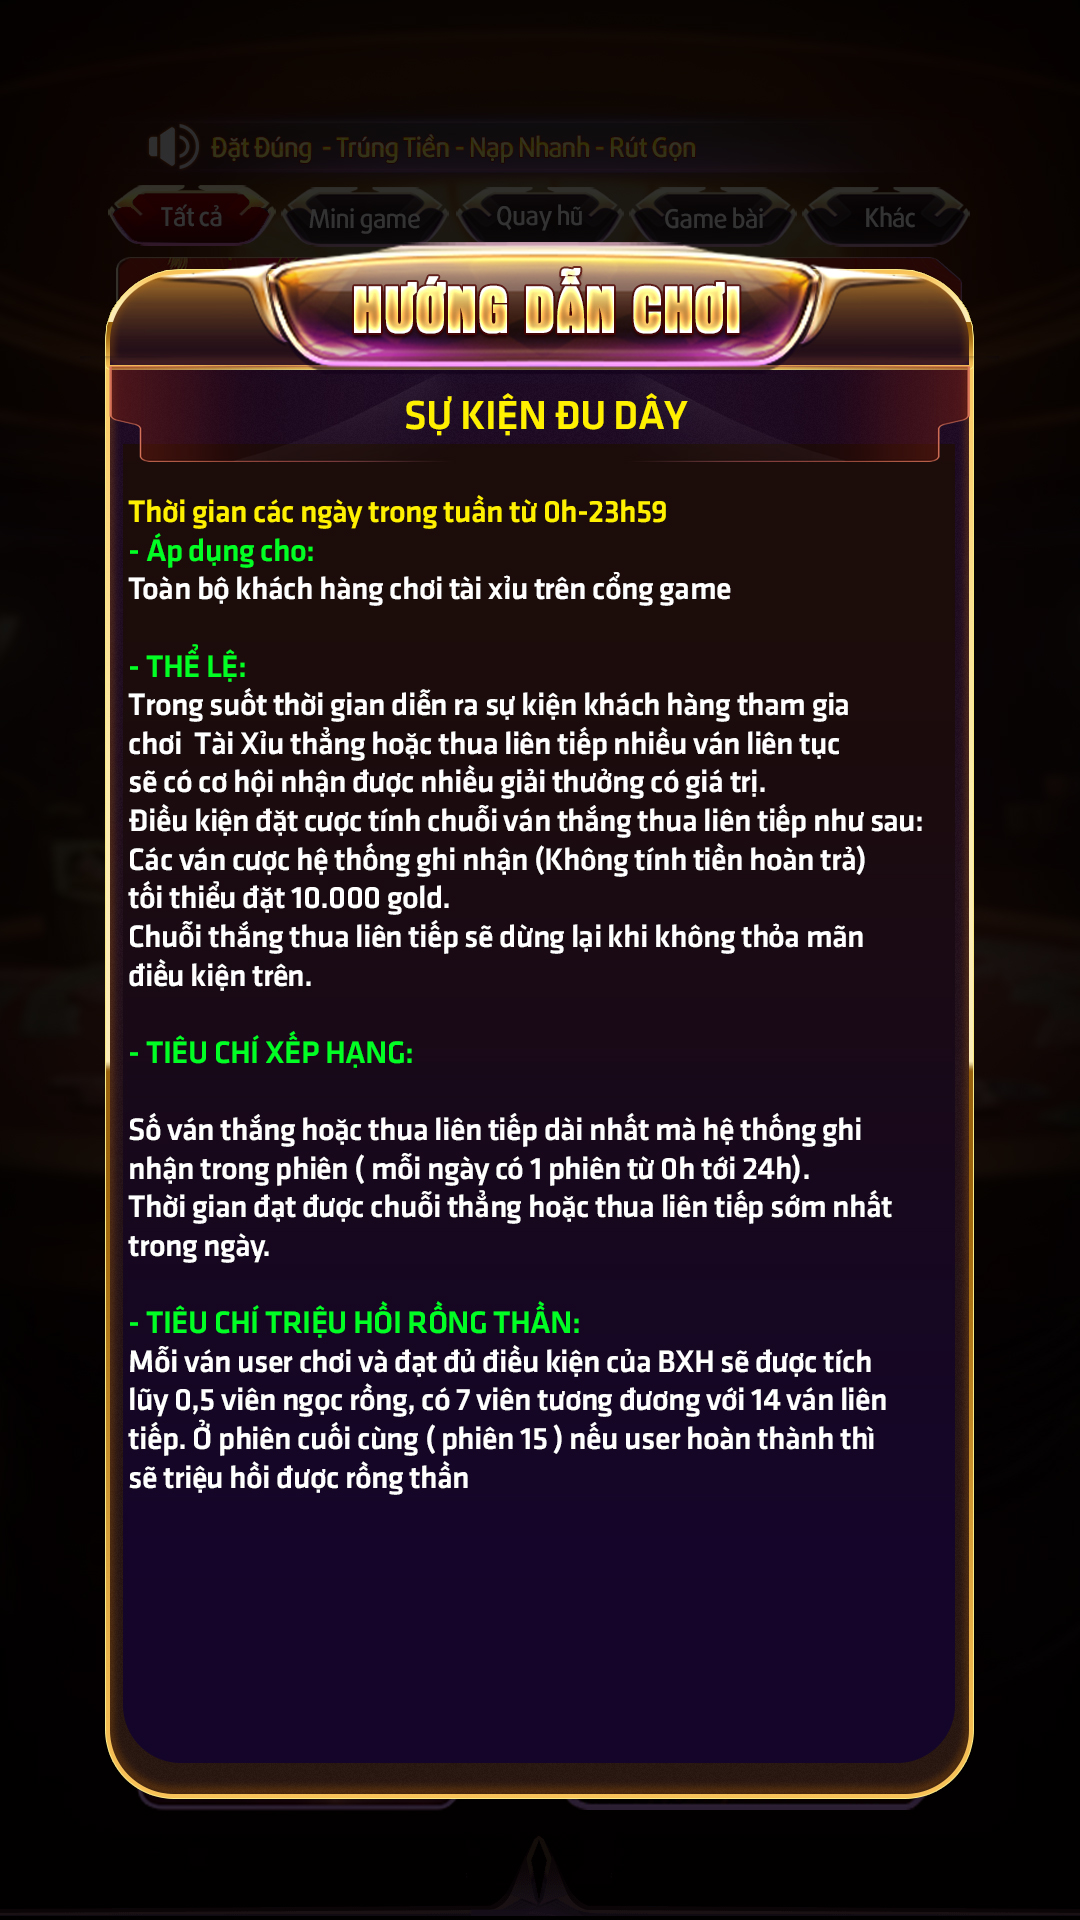 Đặt Đúng - Trúng Tiền - Nạp Nhanh - Rút Gọn
Tất cả Mini game Quay hũ Game bài Khác
HƯỚNG DẪN CHƠI
SỰ KIỆN ĐU DÂY
Thời gian các ngày trong tuần từ 0h-23h59
- Áp dụng cho:
Toàn bộ khách hàng chơi tài xỉu trên cổng game
- THỂ LỆ:
Trong suốt thời gian diễn ra sự kiện khách hàng tham gia
chơi Tài Xỉu thẳng hoặc thua liên tiếp nhiều ván liên tục
sẽ có cơ hội nhận được nhiều giải thưởng có giá trị.
Điều kiện đặt cược tính chuỗi ván thắng thua liên tiếp như sau:
Các ván cược hệ thống ghi nhận (Không tính tiền hoàn trả)
tối thiểu đặt 10.000 gold.
Chuỗi thắng thua liên tiếp sẽ dừng lại khi không thỏa mãn
điều kiện trên.
- TIÊU CHÍ XẾP HẠNG:
Số ván thắng hoặc thua liên tiếp dài nhất mà hệ thống ghi
nhận trong phiên ( mỗi ngày có 1 phiên từ 0h tới 24h).
Thời gian đạt được chuỗi thẳng hoặc thua liên tiếp sớm nhất
trong ngày.
- TIÊU CHÍ TRIỆU HỒI RỒNG THẦN:
Mỗi ván user chơi và đạt đủ điều kiện của BXH sẽ được tích
lũy 0,5 viên ngọc rồng, có 7 viên tương đương với 14 ván liên
tiếp. Ở phiên cuối cùng ( phiên 15 ) nếu user hoàn thành thì
sẽ triệu hồi được rồng thần